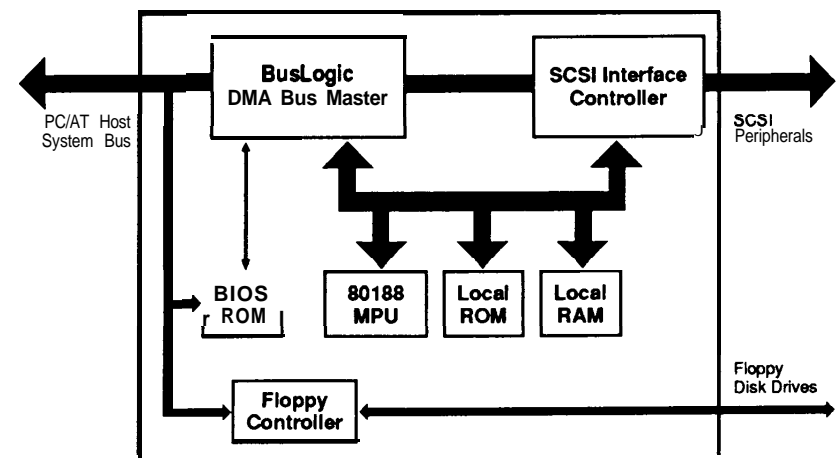 BusLogic
DMA Bus Master
SCSI Interface
Controller
PC/AT Host
System Bus
SCSI
Peripherals
BIOS
ROM
80188
MPU
Local
ROM
Local
RAM
Floppy
Disk Drives
Floppy
Controller